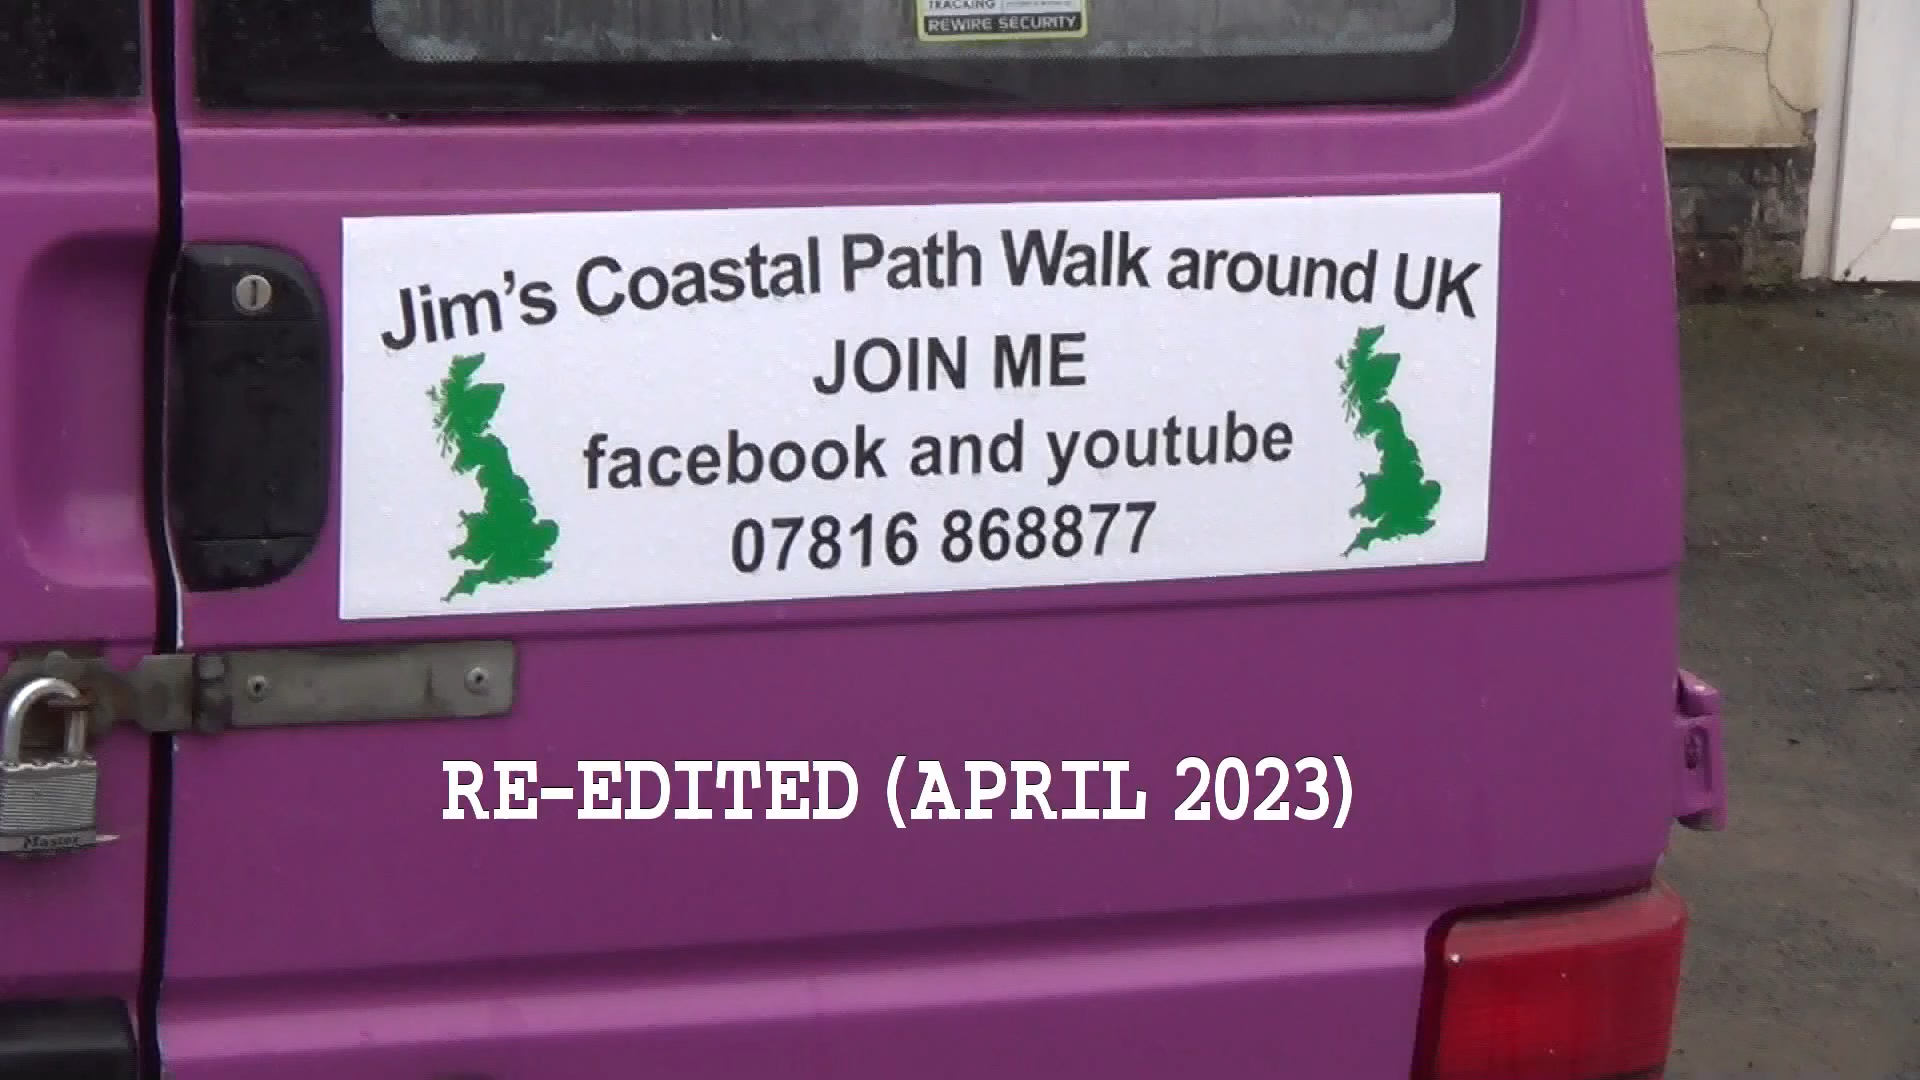 TRACKING
REWIRE SECURITY
Jim's Coastal Path Walk around UK
JOIN ME
facebook and youtube
07816 868877
Master
RE-EDITED (APRIL 2023)